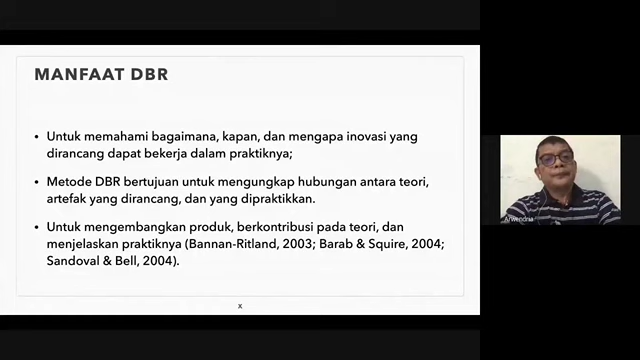 MANFAAT DBR
• Untuk memahami bagaimana, kapan, dan mengapa inovasi yang
dirancang dapat bekerja dalam praktiknya;
• Metode DBR bertujuan untuk mengungkap hubungan antara teori,
artefak yang dirancang, dan yang dipraktikkan.
• Untuk mengembangkan produk, berkontribusi pada teori, dan
menjelaskan praktiknya (Bannan-Ritland, 2003; Barab & Squire, 2004;
Sandoval & Bell, 2004).
x
Arwendria